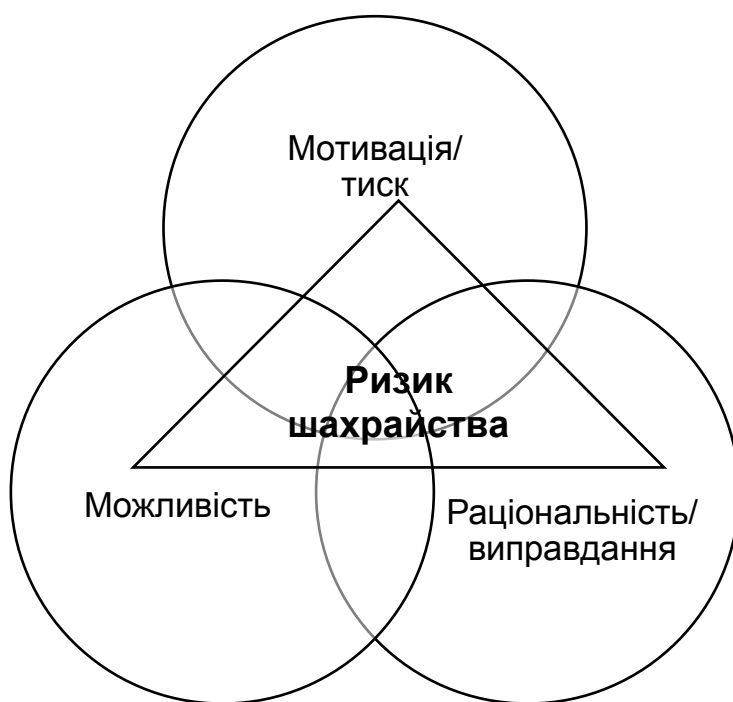 Мотивація/
тиск
Ризик
шахрайства
Можливість
Раціональність/
виправдання